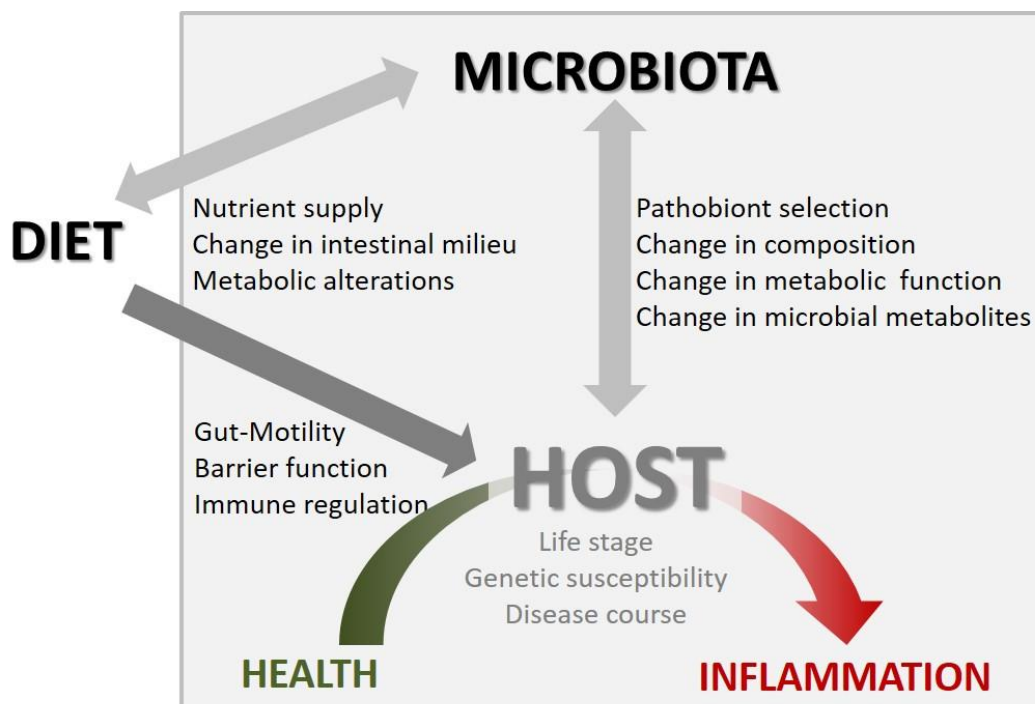 MICROBIOTA
DIET
Nutrient supply
Change in intestinal milieu
Metabolic alterations
Pathobiont selection
Change in composition
Change in metabolic function
Change in microbial metabolites
Gut-Motility
Barrier function
Immune regulation
HOST
Life stage
Genetic susceptibility
Disease course
HEALTH
INFLAMMATION